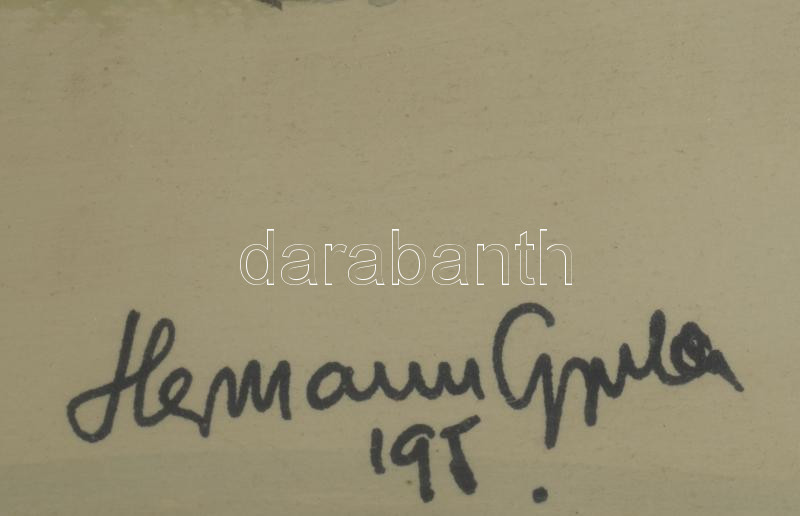 darabanth
Hermann Gyula
195.